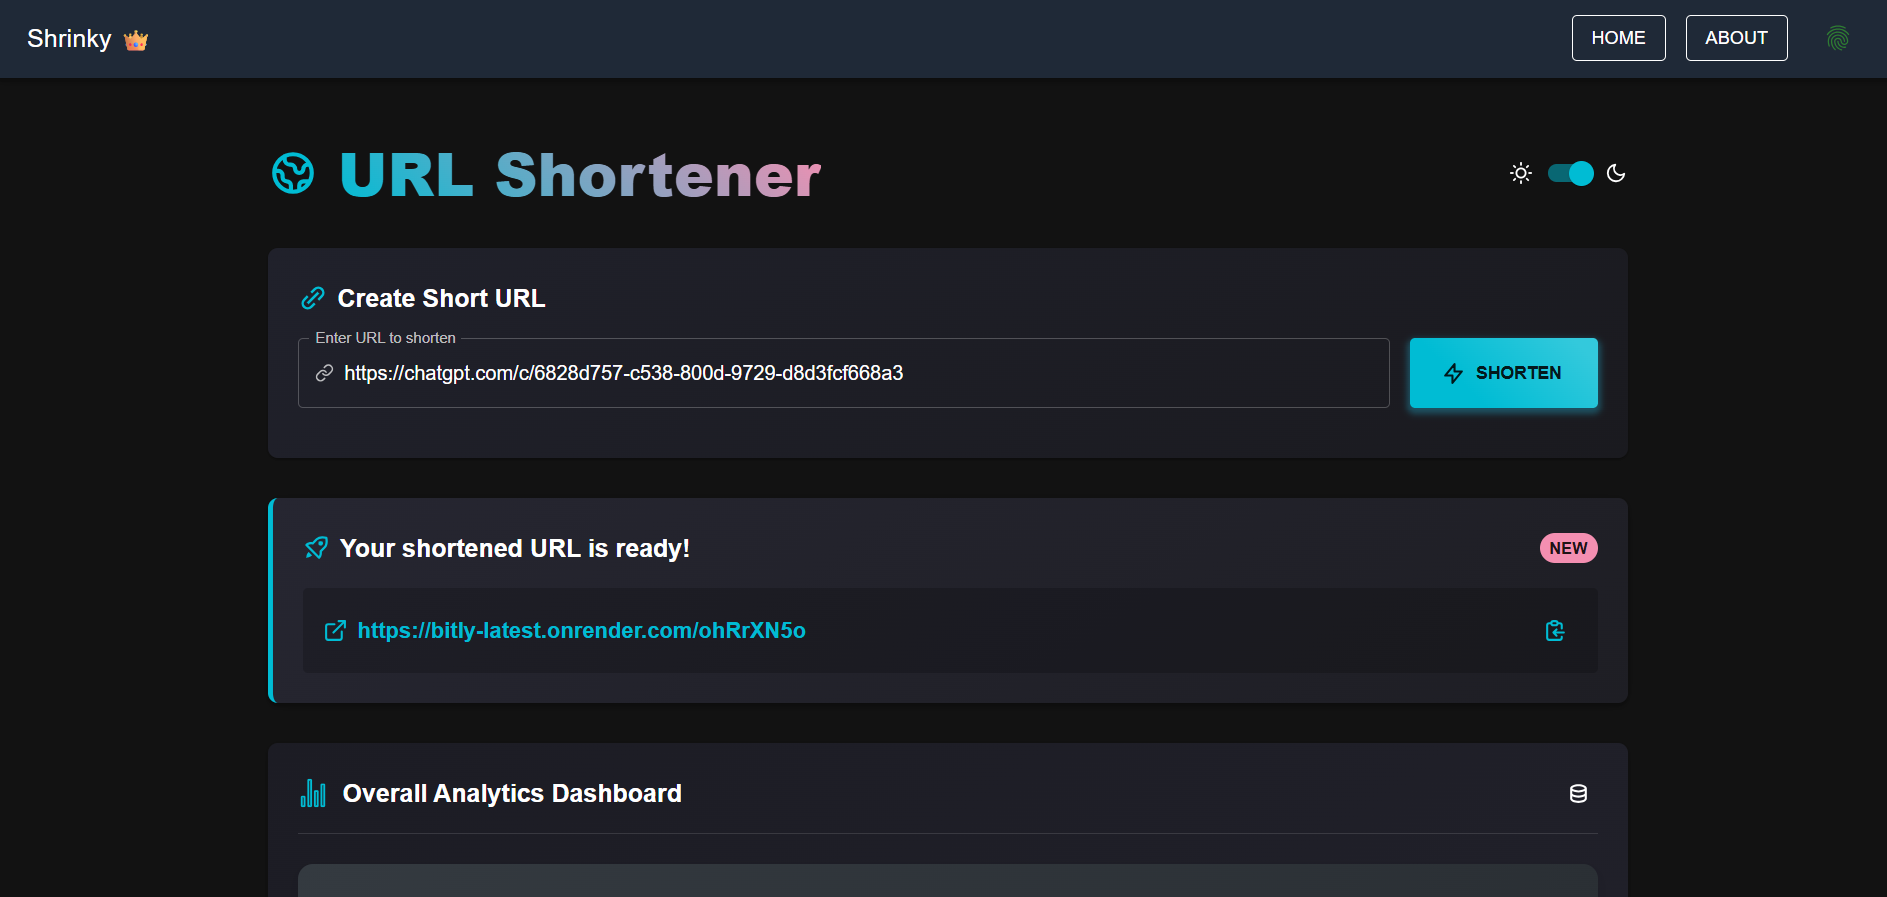 Shrinky
HOME
ABOUT
URL Shortener
Create Short URL
Enter URL to shorten
https://chatgpt.com/c/6828d757-c538-800d-9729-d8d3fcf668a3
SHORTEN
Your shortened URL is ready!
NEW
https://bitly-latest.onrender.com/ohRrXN5o
Overall Analytics Dashboard